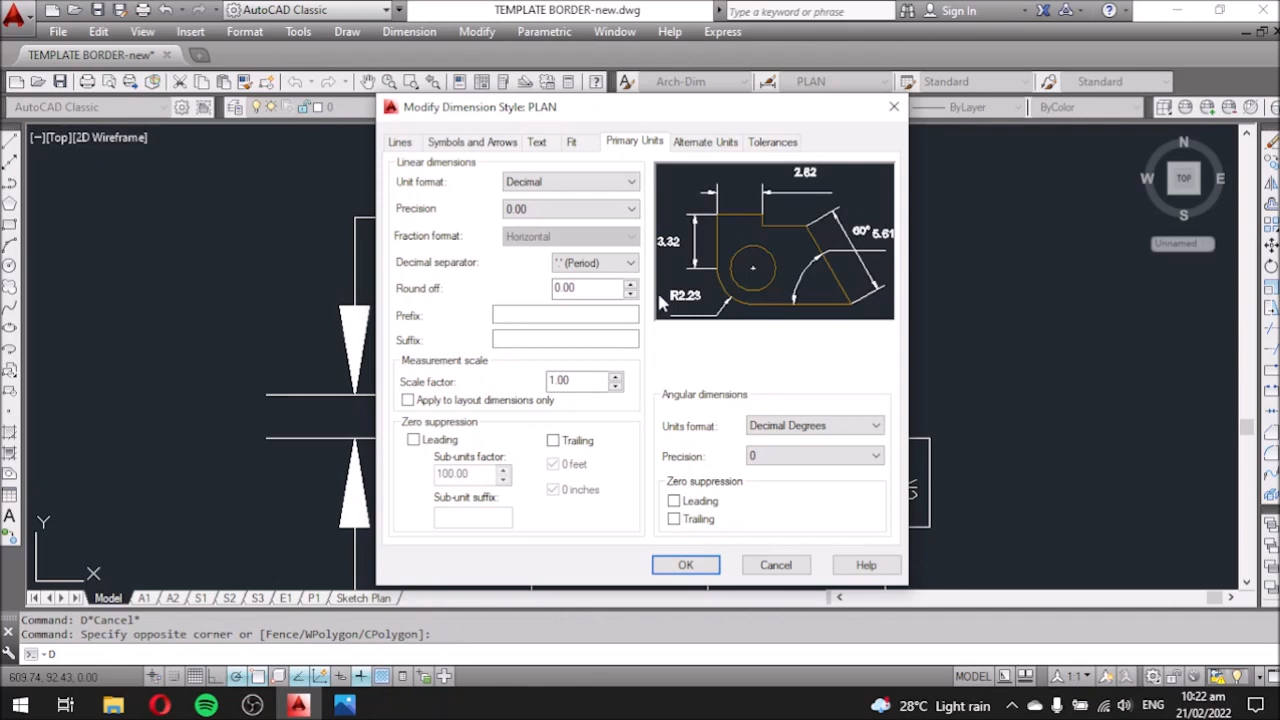 AutoCAD Classic
TEMPLATE BORDER-new.dwg
Type a keyword or phrase
Sign In
File Edit View Insert Format Tools Draw Dimension Modify Parametric Window Help Express
TEMPLATE BORDER-new*
Arch-Dim
PLAN
Standard
Standard
AutoCAD Classic
0
ByLayer
ByColor
[−][Top][2D Wireframe]
Modify Dimension Style: PLAN
Lines Symbols and Arrows Text Fit Primary Units Alternate Units Tolerances
Linear dimensions
Unit format: Decimal
Precision 0.00
Fraction format: Horizontal
Decimal separator: '.' (Period)
Round off: 0.00
Prefix:
Suffix:
Measurement scale
Scale factor: 1.00
Apply to layout dimensions only
Zero suppression
Leading
Trailing
Sub-units factor:
0 feet
100.00
0 inches
Sub-unit suffix:
2.62
3.32
60°
5.61
R2.23
Angular dimensions
Units format: Decimal Degrees
Precision: 0
Zero suppression
Leading
Trailing
OK Cancel Help
N
W TOP E
S
Unnamed
Y
X
Model A1 A2 S1 S2 S3 E1 P1 Sketch Plan
Command: D*Cancel*
Command: Specify opposite corner or [Fence/WPolygon/CPolygon]:
D
609.74, 92.43, 0.00
MODEL
1:1
28°C Light rain
ENG
10:22 am
21/02/2022